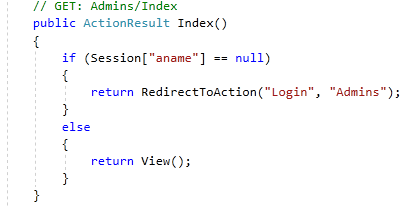 // GET: Admins/Index
public ActionResult Index()
{
if (Session["aname"] == null)
{
return RedirectToAction("Login", "Admins");
}
else
{
return View();
}
}